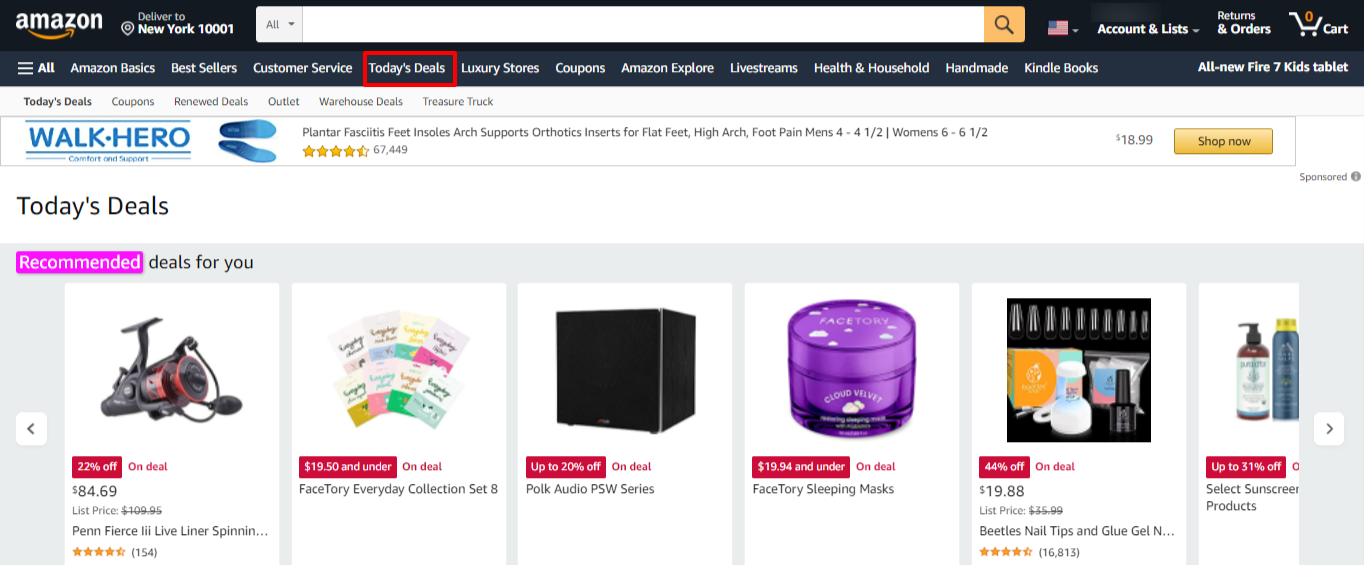 amazon
Deliver to
New York 10001
All
0
Account & Lists
Returns
& Orders
Cart
All
Amazon Basics
Best Sellers
Customer Service
Today's Deals
Luxury Stores
Coupons
Amazon Explore
Livestreams
Health & Household
Handmade
Kindle Books
All-new Fire 7 Kids tablet
Today's Deals
Coupons
Renewed Deals
Outlet
Warehouse Deals
Treasure Truck
WALK·HERO
Comfort and Support
Plantar Fasciitis Feet Insoles Arch Supports Orthotics Inserts for Flat Feet, High Arch, Foot Pain Mens 4 - 4 1/2 | Womens 6 - 6 1/2
67,449
$18.99
Shop now
Sponsored
Today's Deals
Recommended deals for you
FACETORY
CLOUD VELVET
restoring sleeping mask
22% off
On deal
$84.69
List Price: $109.95
Penn Fierce Iii Live Liner Spinnin…
(154)
$19.50 and under
On deal
FaceTory Everyday Collection Set 8
Up to 20% off
On deal
Polk Audio PSW Series
$19.94 and under
On deal
FaceTory Sleeping Masks
44% off
On deal
$19.88
List Price: $35.99
Beetles Nail Tips and Glue Gel N…
(16,813)
Up to 31% off
Select Sunscreen
Products